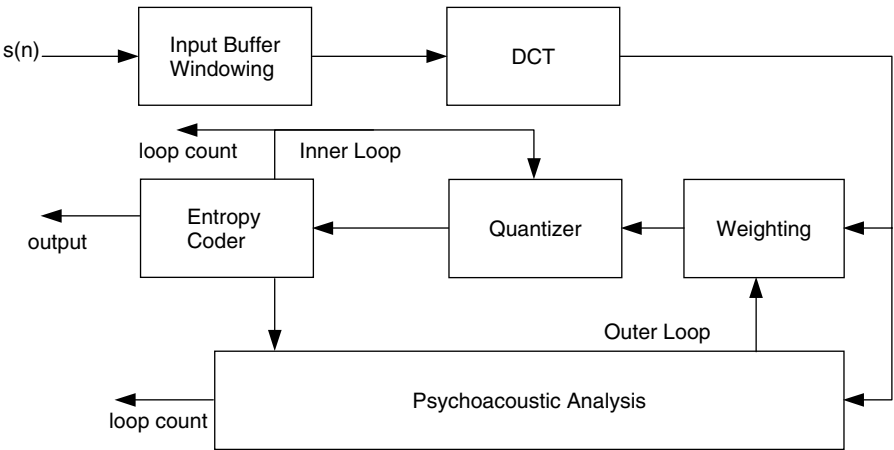 s(n)
Input Buffer
Windowing
DCT
loop count
Inner Loop
Entropy
Coder
Quantizer
Weighting
output
Outer Loop
Psychoacoustic Analysis
loop count